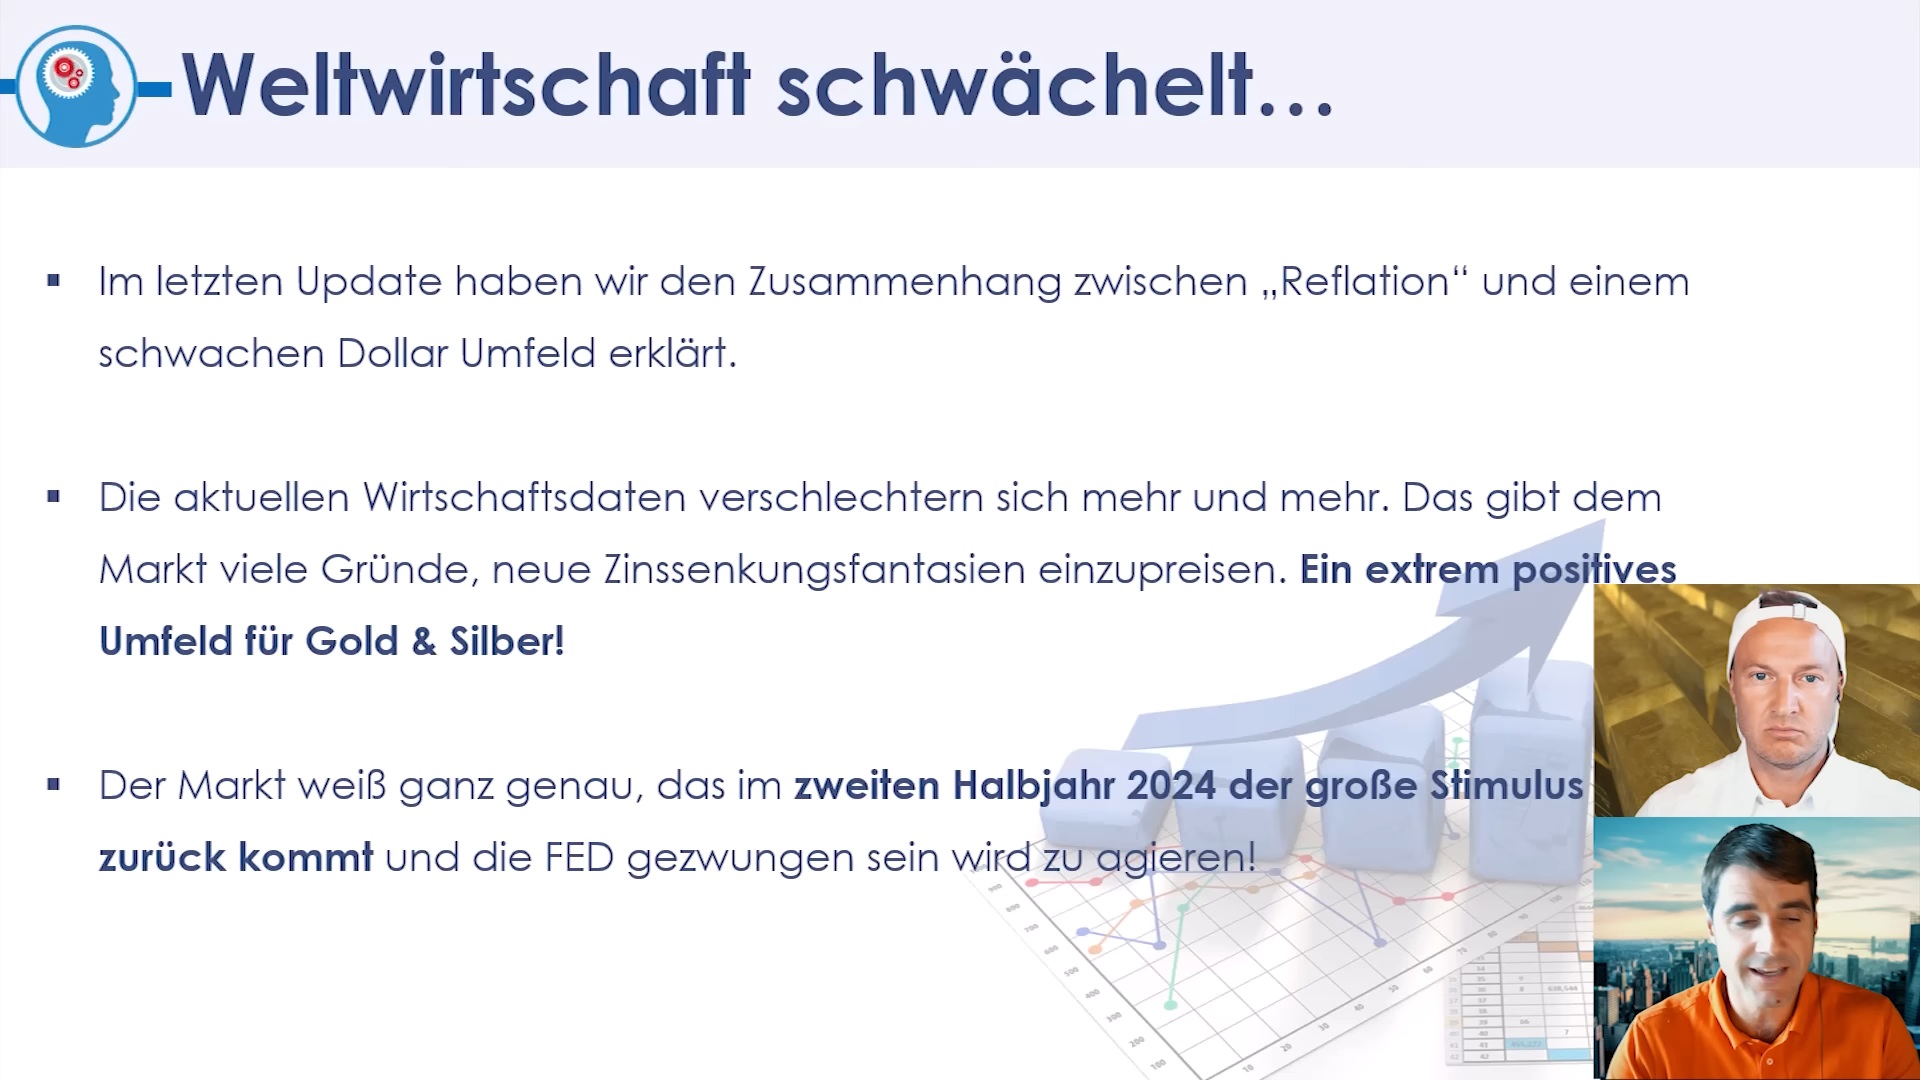 Weltwirtschaft schwächelt…
▪ Im letzten Update haben wir den Zusammenhang zwischen „Reflation“ und einem
schwachen Dollar Umfeld erklärt.
▪ Die aktuellen Wirtschaftsdaten verschlechtern sich mehr und mehr. Das gibt dem
Markt viele Gründe, neue Zinssenkungsfantasien einzupreisen. Ein extrem positives
Umfeld für Gold & Silber!
▪ Der Markt weiß ganz genau, das im zweiten Halbjahr 2024 der große Stimulus
zurück kommt und die FED gezwungen sein wird zu agieren!